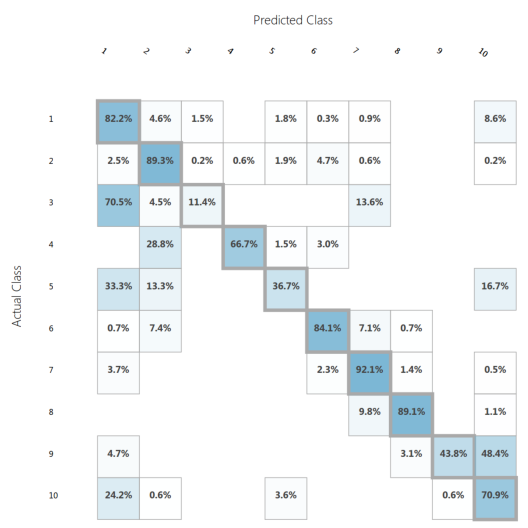 Predicted Class
1 2 3 4 5 6 7 8 9 10
1 82.2% 4.6% 1.5% 1.8% 0.3% 0.9% 8.6%
2 2.5% 89.3% 0.2% 0.6% 1.9% 4.7% 0.6% 0.2%
3 70.5% 4.5% 11.4% 13.6%
4 28.8% 66.7% 1.5% 3.0%
5 33.3% 13.3% 36.7% 16.7%
6 0.7% 7.4% 84.1% 7.1% 0.7%
7 3.7% 2.3% 92.1% 1.4% 0.5%
8 9.8% 89.1% 1.1%
9 4.7% 3.1% 43.8% 48.4%
10 24.2% 0.6% 3.6% 0.6% 70.9%
Actual Class